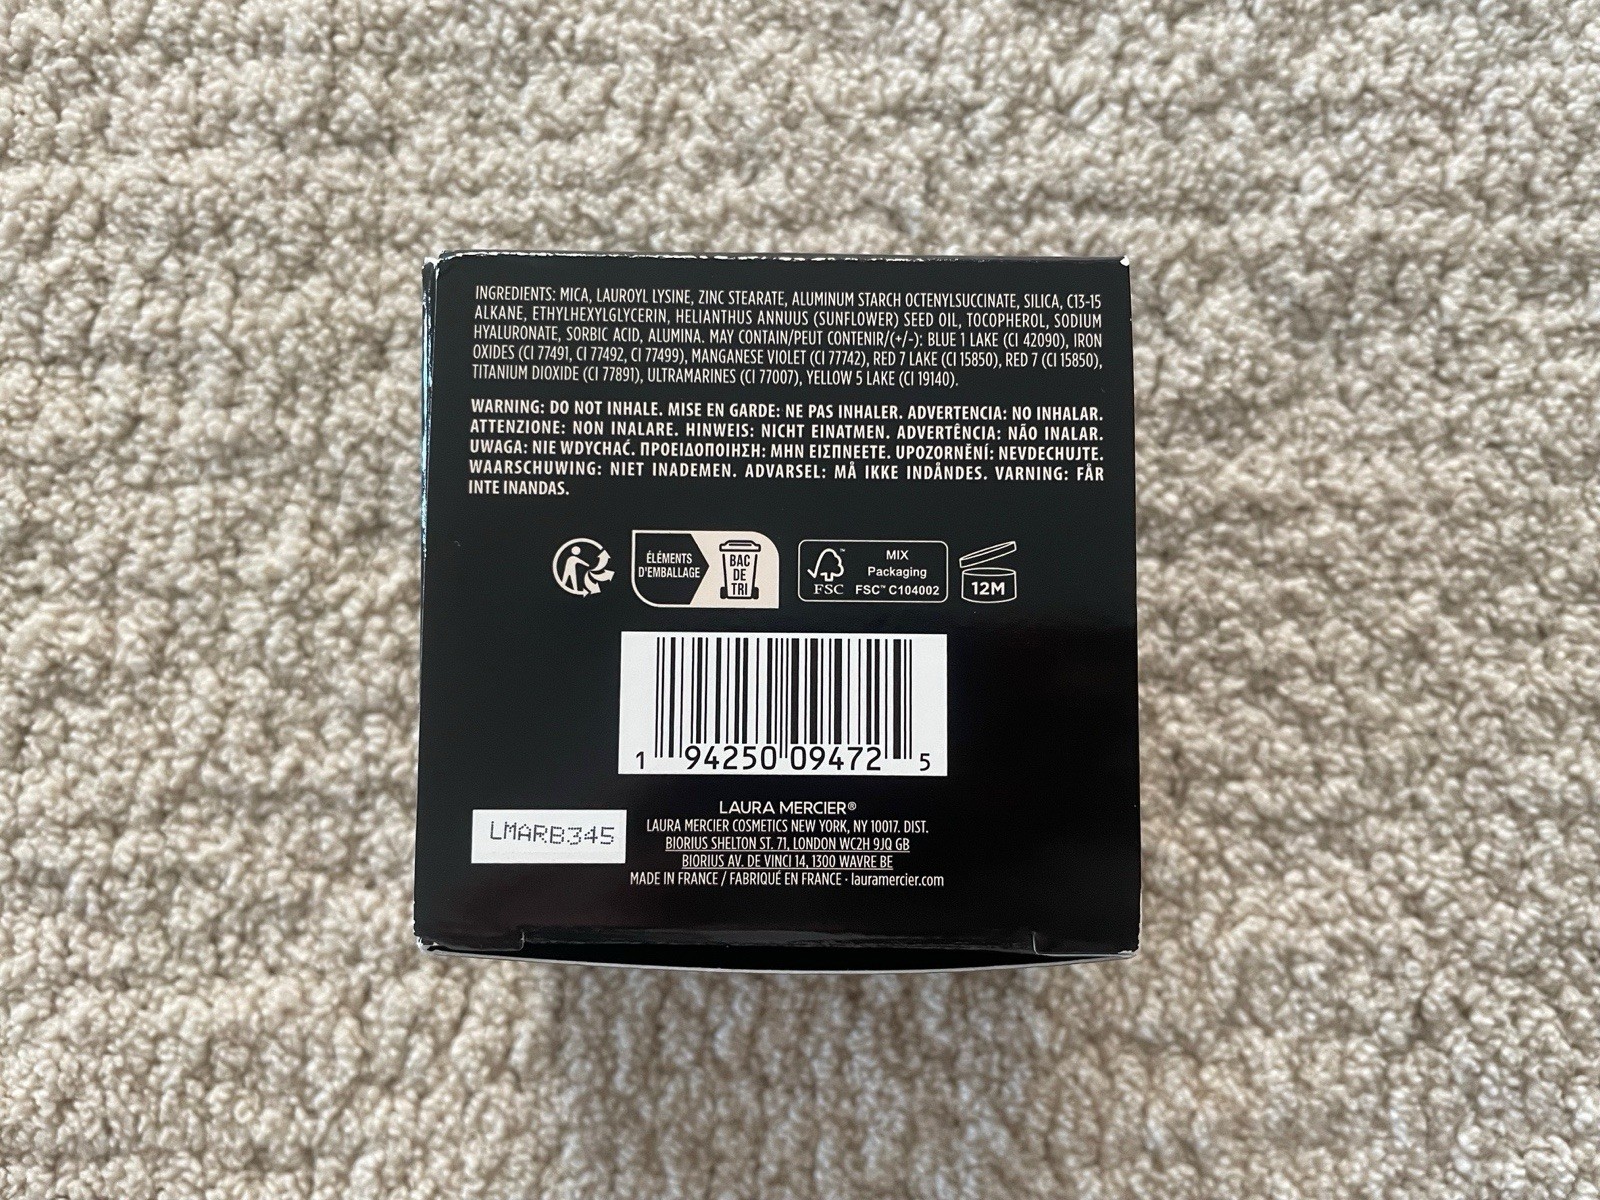 INGREDIENTS: MICA, LAUROYL LYSINE, ZINC STEARATE, ALUMINUM STARCH OCTENYLSUCCINATE, SILICA, C13-15
ALKANE, ETHYLHEXYLGLYCERIN, HELIANTHUS ANNUUS (SUNFLOWER) SEED OIL, TOCOPHEROL, SODIUM
HYALURONATE, SORBIC ACID, ALUMINA. MAY CONTAIN/PEUT CONTENIR/(+/-): BLUE 1 LAKE (CI 42090), IRON
OXIDES (CI 77491, CI 77492, CI 77499), MANGANESE VIOLET (CI 77742), RED 7 LAKE (CI 15850), RED 7 (CI 15850),
TITANIUM DIOXIDE (CI 77891), ULTRAMARINES (CI 77007), YELLOW 5 LAKE (CI 19140).
WARNING: DO NOT INHALE. MISE EN GARDE: NE PAS INHALER. ADVERTENCIA: NO INHALAR.
ATTENZIONE: NON INALARE. HINWEIS: NICHT EINATMEN. ADVERTÊNCIA: NÃO INALAR.
UWAGA: NIE WDYCHAĆ. ΠΡΟΕΙΔΟΠΟΙΗΣΗ: ΜΗΝ ΕΙΣΠΝΕΕΤΕ. UPOZORNĚNÍ: NEVDECHUJTE.
WAARSCHUWING: NIET INADEMEN. ADVARSEL: MÅ IKKE INDÅNDES. VARNING: FÅR
INTE INANDAS.
ÉLÉMENTS
D'EMBALLAGE
BAC
DE
TRI
FSC™
MIX
Packaging
FSC™ C104002
12M
1 94250 09472 5
LMARB345
LAURA MERCIER®
LAURA MERCIER COSMETICS NEW YORK, NY 10017. DIST.
BIORIUS SHELTON ST. 71, LONDON WC2H 9JQ GB
BIORIUS AV. DE VINCI 14, 1300 WAVRE BE
MADE IN FRANCE / FABRIQUÉ EN FRANCE · lauramercier.com